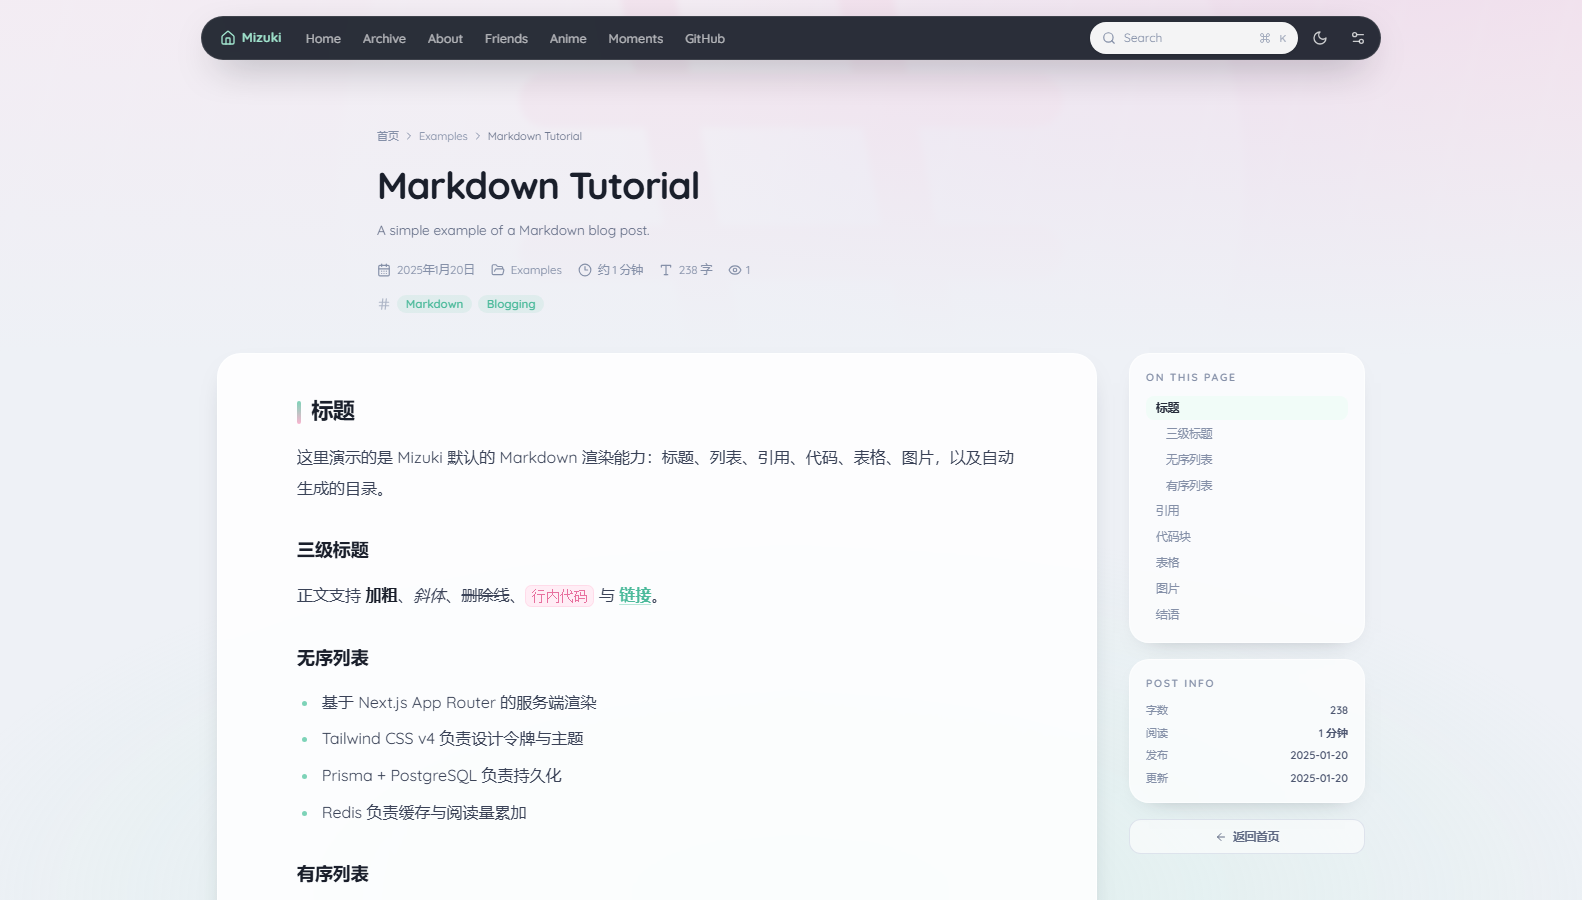 Mizuki Home Archive About Friends Anime Moments GitHub Search ⌘ K
首页 > Examples > Markdown Tutorial
Markdown Tutorial
A simple example of a Markdown blog post.
2025年1月20日 Examples 约 1 分钟 238 字 1
# Markdown Blogging
标题
这里演示的是 Mizuki 默认的 Markdown 渲染能力：标题、列表、引用、代码、表格、图片，以及自动
生成的目录。
三级标题
正文支持 加粗、斜体、删除线、行内代码 与 链接。
无序列表
• 基于 Next.js App Router 的服务端渲染
• Tailwind CSS v4 负责设计令牌与主题
• Prisma + PostgreSQL 负责持久化
• Redis 负责缓存与阅读量累加
有序列表
ON THIS PAGE
标题
三级标题
无序列表
有序列表
引用
代码块
表格
图片
结语
POST INFO
字数 238
阅读 1 分钟
发布 2025-01-20
更新 2025-01-20
← 返回首页